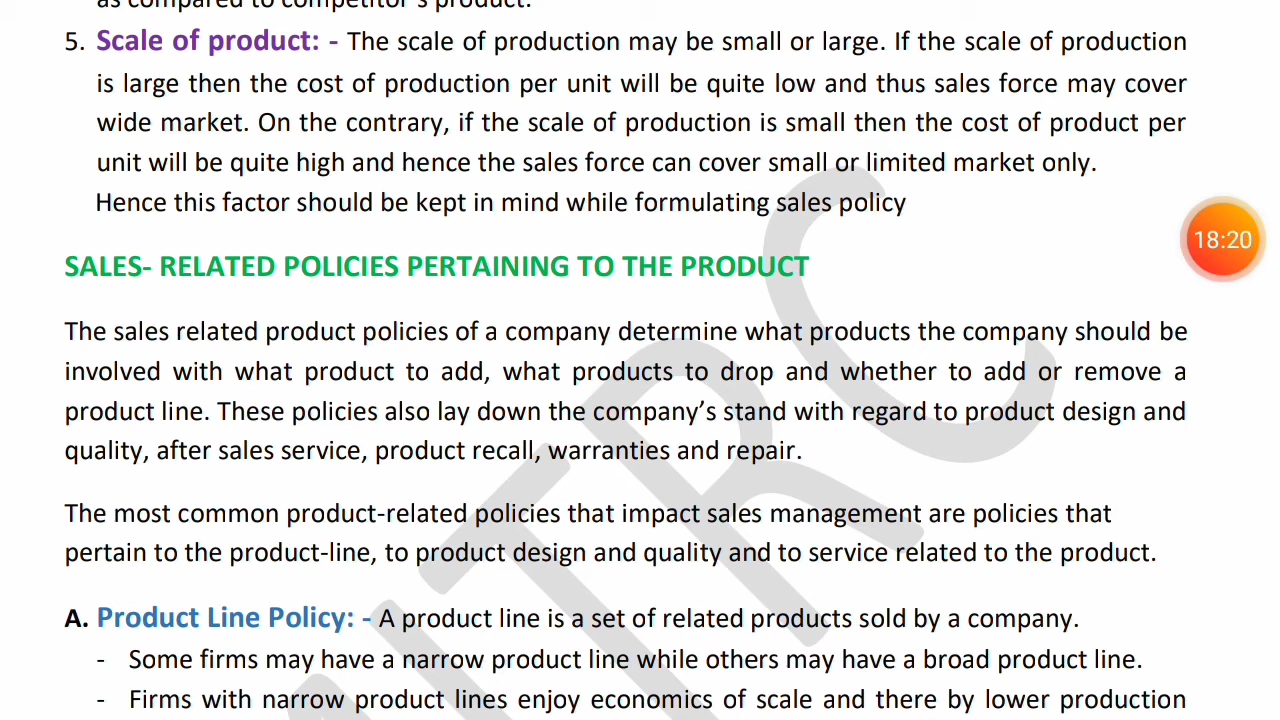 as compared to competitor's product.
5. Scale of product: - The scale of production may be small or large. If the scale of production
is large then the cost of production per unit will be quite low and thus sales force may cover
wide market. On the contrary, if the scale of production is small then the cost of product per
unit will be quite high and hence the sales force can cover small or limited market only.
Hence this factor should be kept in mind while formulating sales policy
18:20
SALES- RELATED POLICIES PERTAINING TO THE PRODUCT
The sales related product policies of a company determine what products the company should be
involved with what product to add, what products to drop and whether to add or remove a
product line. These policies also lay down the company’s stand with regard to product design and
quality, after sales service, product recall, warranties and repair.
The most common product-related policies that impact sales management are policies that
pertain to the product-line, to product design and quality and to service related to the product.
A. Product Line Policy: - A product line is a set of related products sold by a company.
- Some firms may have a narrow product line while others may have a broad product line.
- Firms with narrow product lines enjoy economics of scale and there by lower production